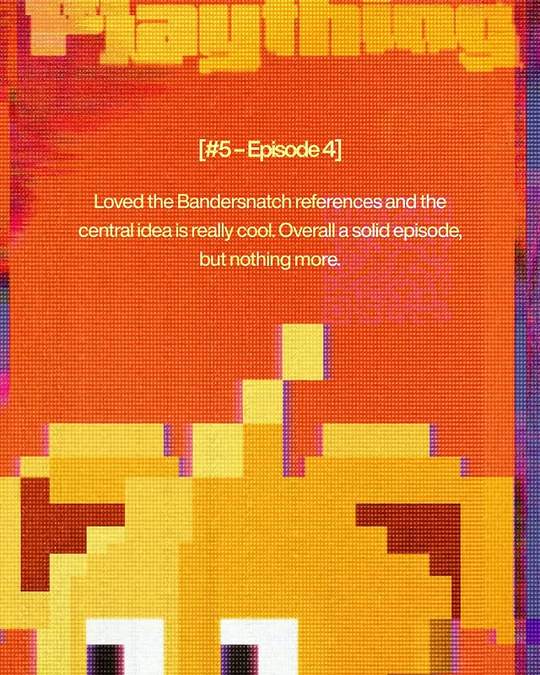 Plaything
[#5 – Episode 4]
Loved the Bandersnatch references and the
central idea is really cool. Overall a solid episode,
but nothing more.